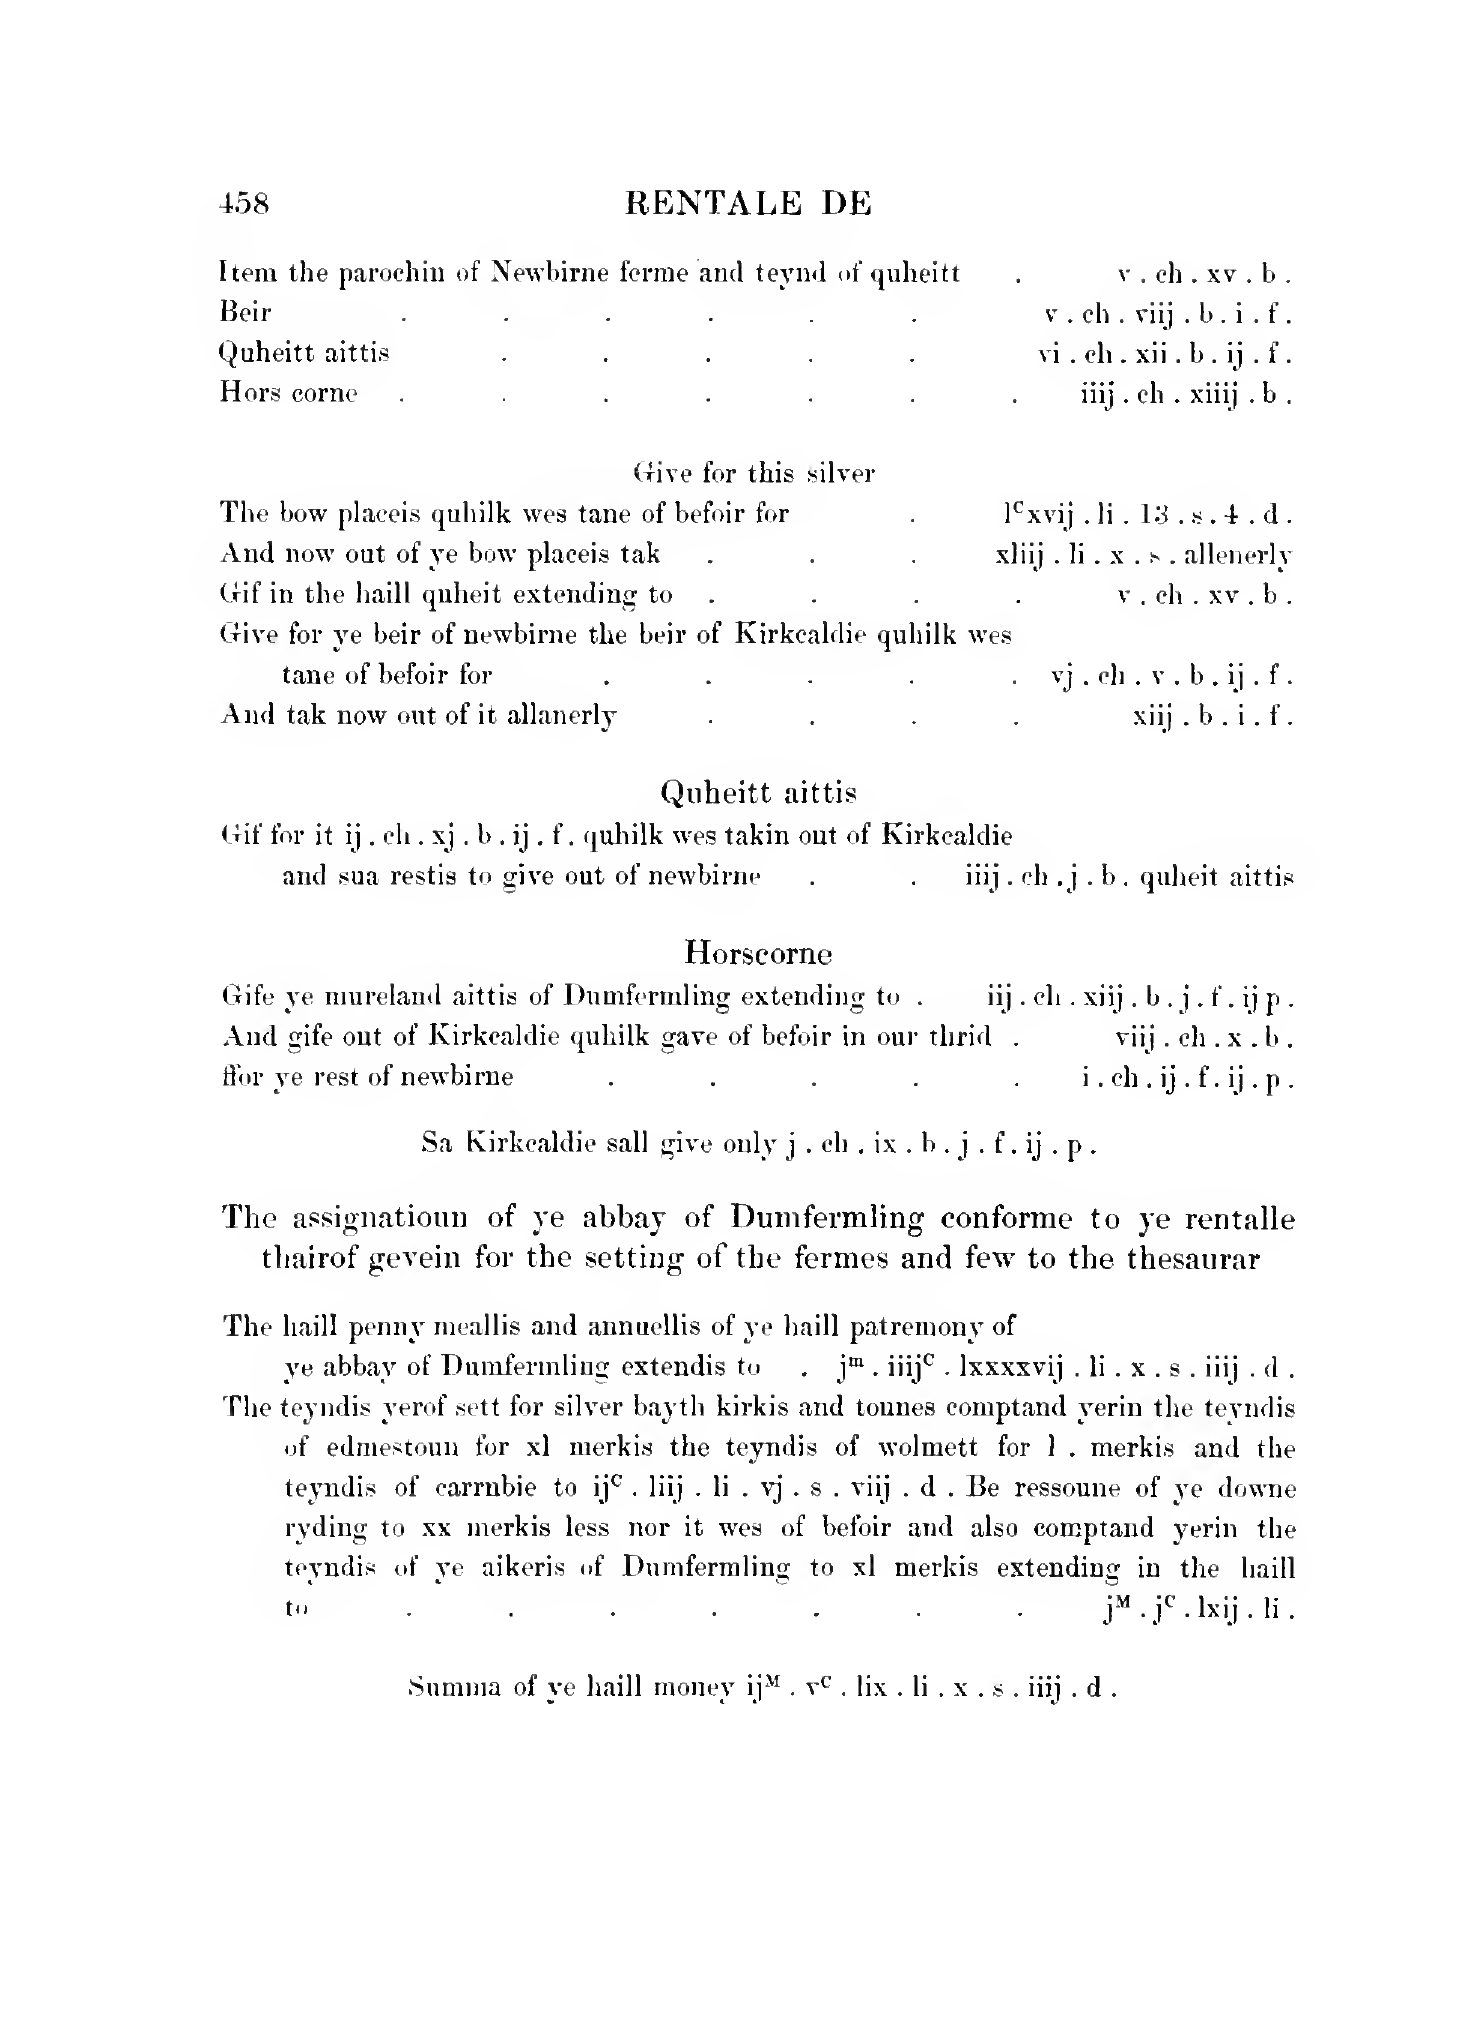 458 RENTALE DE
Item the parochin of Newbirne ferme and teynd of quheitt . v . ch . xv . b .
Beir . . . . . . v . ch . viij . b . i . f .
Quheitt aittis . . . . . vi . ch . xii . b . ij . f .
Hors corne . . . . . . . iiij . ch . xiiij . b .
Give for this silver
The bow placeis quhilk wes tane of befoir for . lᶜxvij . li . 13 . s . 4 . d .
And now out of ye bow placeis tak . . . xliij . li . x . s . allenerly
Gif in the haill quheit extending to . . . . v . ch . xv . b .
Give for ye beir of newbirne the beir of Kirkcaldie quhilk wes
tane of befoir for . . . . . vj . ch . v . b . ij . f .
And tak now out of it allanerly . . . . xiij . b . i . f .
Quheitt aittis
Gif for it ij . ch . xj . b . ij . f . quhilk wes takin out of Kirkcaldie
and sua restis to give out of newbirne . . iiij . ch . j . b . quheit aittis
Horscorne
Gife ye mureland aittis of Dumfermling extending to . iij . ch . xiij . b . j . f . ij p .
And gife out of Kirkcaldie quhilk gave of befoir in our thrid . viij . ch . x . b .
ffor ye rest of newbirne . . . . . i . ch . ij . f . ij . p .
Sa Kirkcaldie sall give only j . ch . ix . b . j . f . ij . p .
The assignatioun of ye abbay of Dumfermling conforme to ye rentalle
thairof gevein for the setting of the fermes and few to the thesaurar
The haill penny meallis and annuellis of ye haill patremony of
ye abbay of Dumfermling extendis to . jᵐ . iiijᶜ . lxxxxvij . li . x . s . iiij . d .
The teyndis yerof sett for silver bayth kirkis and tounes comptand yerin the teyndis
of edmestoun for xl merkis the teyndis of wolmett for l . merkis and the
teyndis of carrubie to ijᶜ . liij . li . vj . s . viij . d . Be ressoune of ye downe
ryding to xx merkis less nor it wes of befoir and also comptand yerin the
teyndis of ye aikeris of Dumfermling to xl merkis extending in the haill
to . . . . . . . jᴹ . jᶜ . lxij . li .
Summa of ye haill money ijᴹ . vᶜ . lix . li . x . s . iiij . d .